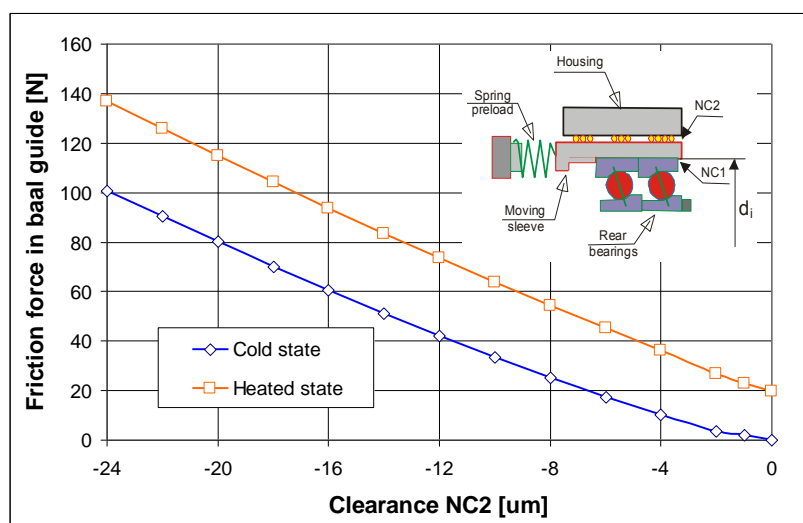 160
140
120
100
80
60
40
20
0
Friction force in baal guide [N]
-24
-20
-16
-12
-8
-4
0
Clearance NC2 [um]
Cold state
Heated state
Housing
Spring
preload
NC2
NC1
Moving
sleeve
Rear
bearings
di